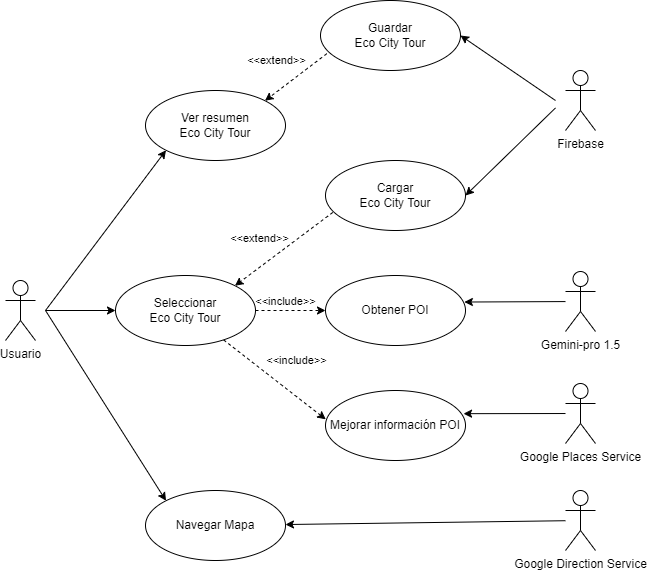 Guardar
Eco City Tour
<<extend>>
Ver resumen
Eco City Tour
Firebase
Cargar
Eco City Tour
<<extend>>
Seleccionar
Eco City Tour
<<include>>
Obtener POI
Usuario
Gemini-pro 1.5
<<include>>
Mejorar información POI
Google Places Service
Navegar Mapa
Google Direction Service